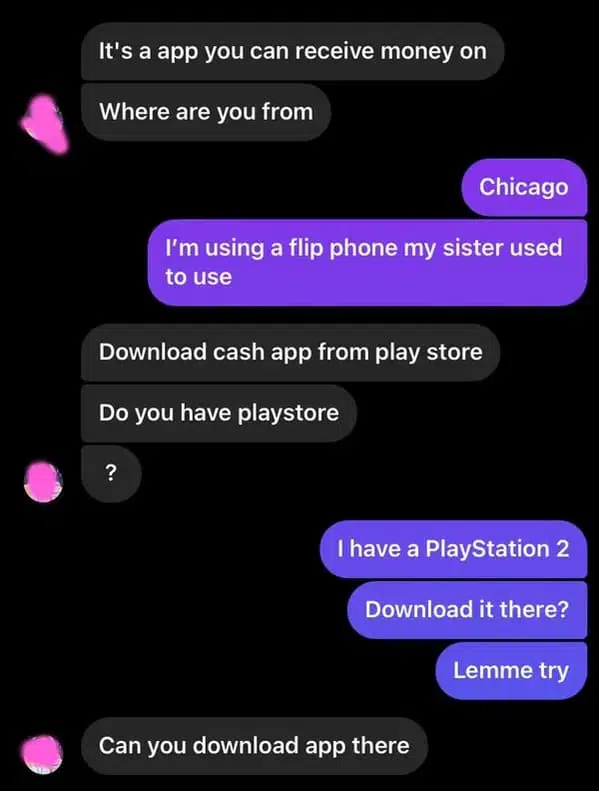 It's a app you can receive money on
Where are you from
Chicago
I'm using a flip phone my sister used
to use
Download cash app from play store
Do you have playstore
?
I have a PlayStation 2
Download it there?
Lemme try
Can you download app there